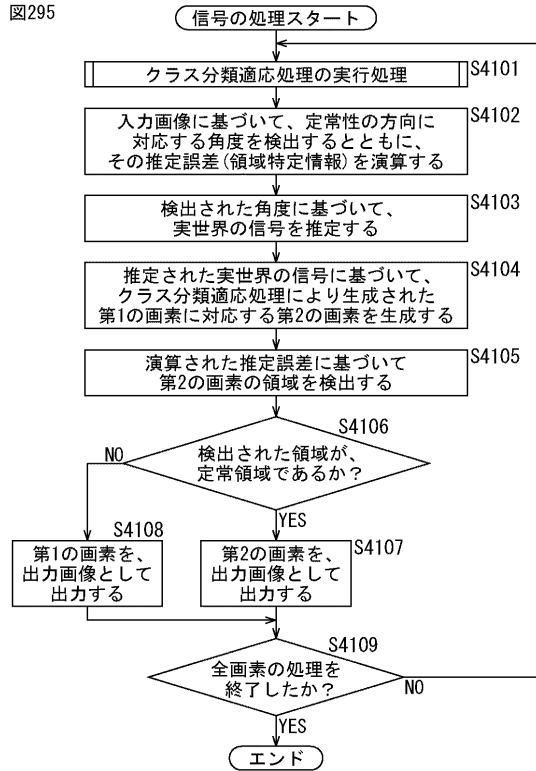 図295
信号の処理スタート
クラス分類適応処理の実行処理
S4101
入力画像に基づいて、定常性の方向に
対応する角度を検出するとともに、
その推定誤差(領域特定情報)を演算する
S4102
検出された角度に基づいて、
実世界の信号を推定する
S4103
推定された実世界の信号に基づいて、
クラス分類適応処理により生成された
第1の画素に対応する第2の画素を生成する
S4104
演算された推定誤差に基づいて
第2の画素の領域を検出する
S4105
S4106
検出された領域が、
定常領域であるか？
NO
YES
S4108
第1の画素を、
出力画像として
出力する
S4107
第2の画素を、
出力画像として
出力する
S4109
全画素の処理を
終了したか？
NO
YES
エンド